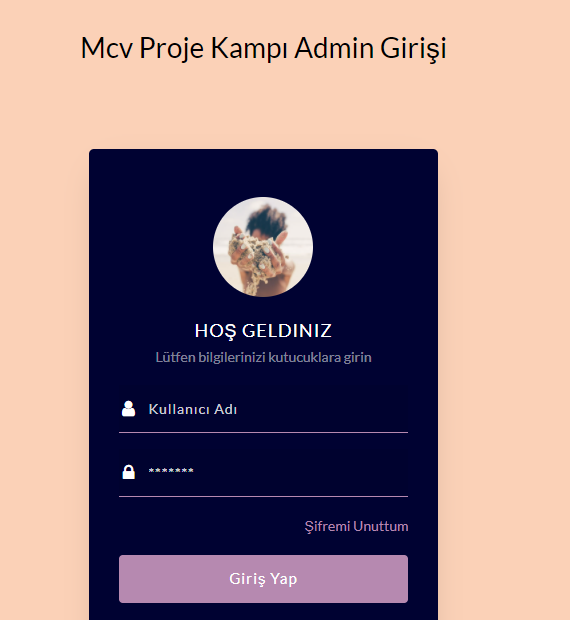 Mcv Proje Kampı Admin Girişi
HOŞ GELDINIZ
Lütfen bilgilerinizi kutucuklara girin
Kullanıcı Adı
*******
Şifremi Unuttum
Giriş Yap